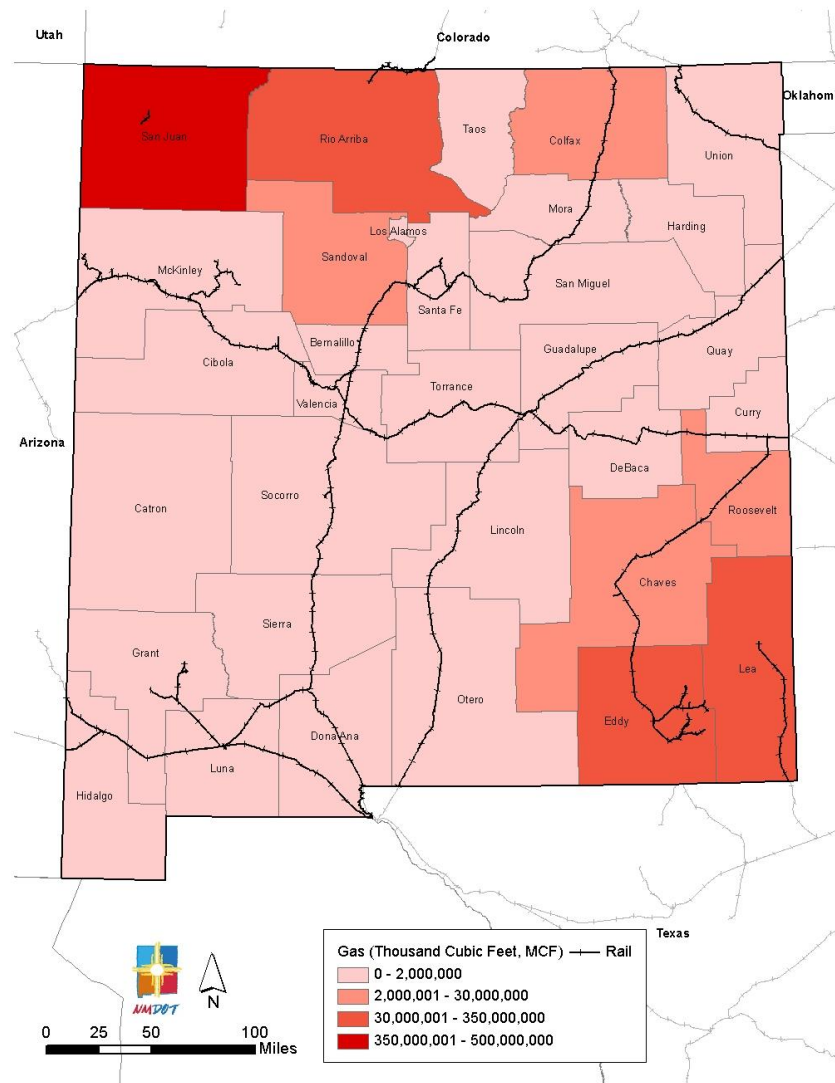 Utah
Colorado
Oklahom
San Juan
Rio Arriba
Taos
Colfax
Union
Mora
Harding
Los Alamos
Sandoval
McKinley
San Miguel
Santa Fe
Bernalillo
Guadalupe
Quay
Cibola
Torrance
Valencia
Curry
Arizona
DeBaca
Catron
Socorro
Roosevelt
Lincoln
Chaves
Sierra
Grant
Lea
Otero
Eddy
Dona Ana
Luna
Hidalgo
Texas
NMDOT
N
0 25 50 100
Miles
Gas (Thousand Cubic Feet, MCF) Rail
0 - 2,000,000
2,000,001 - 30,000,000
30,000,001 - 350,000,000
350,000,001 - 500,000,000